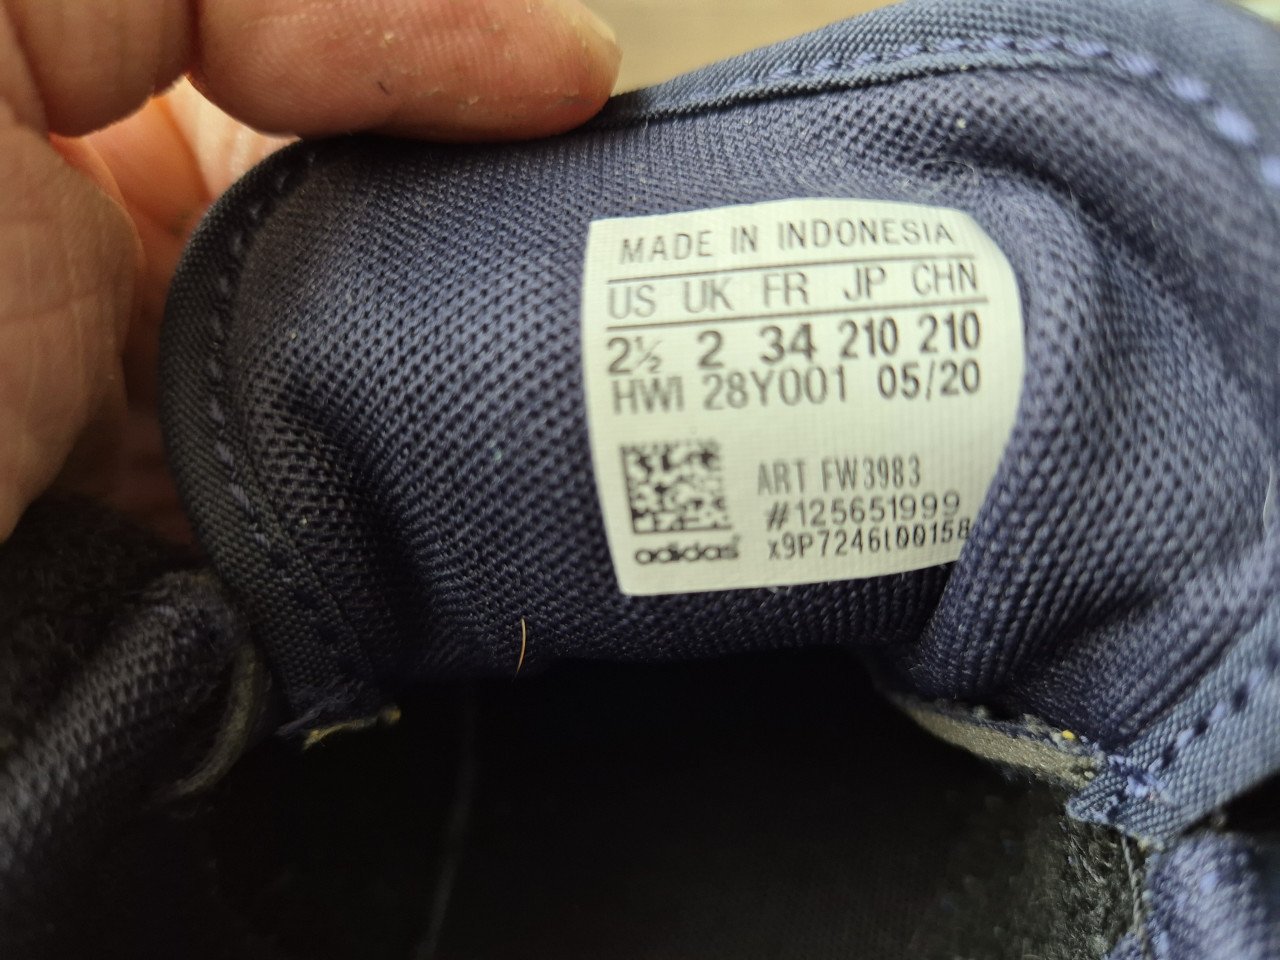 MADE IN INDONESIA
US UK FR JP CHN
2½ 2 34 210 210
HWI 28Y001 05/20
ART FW3983
#125651999
x9P7246l00158
adidas